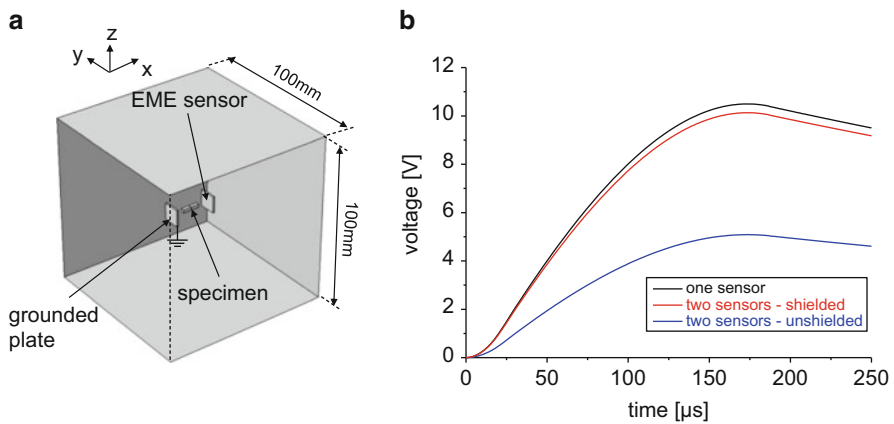 a
z
y
x
100mm
EME sensor
100mm
specimen
grounded
plate
b
12
10
8
6
4
2
0
voltage [V]
one sensor
two sensors - shielded
two sensors - unshielded
0
50
100
150
200
250
time [µs]